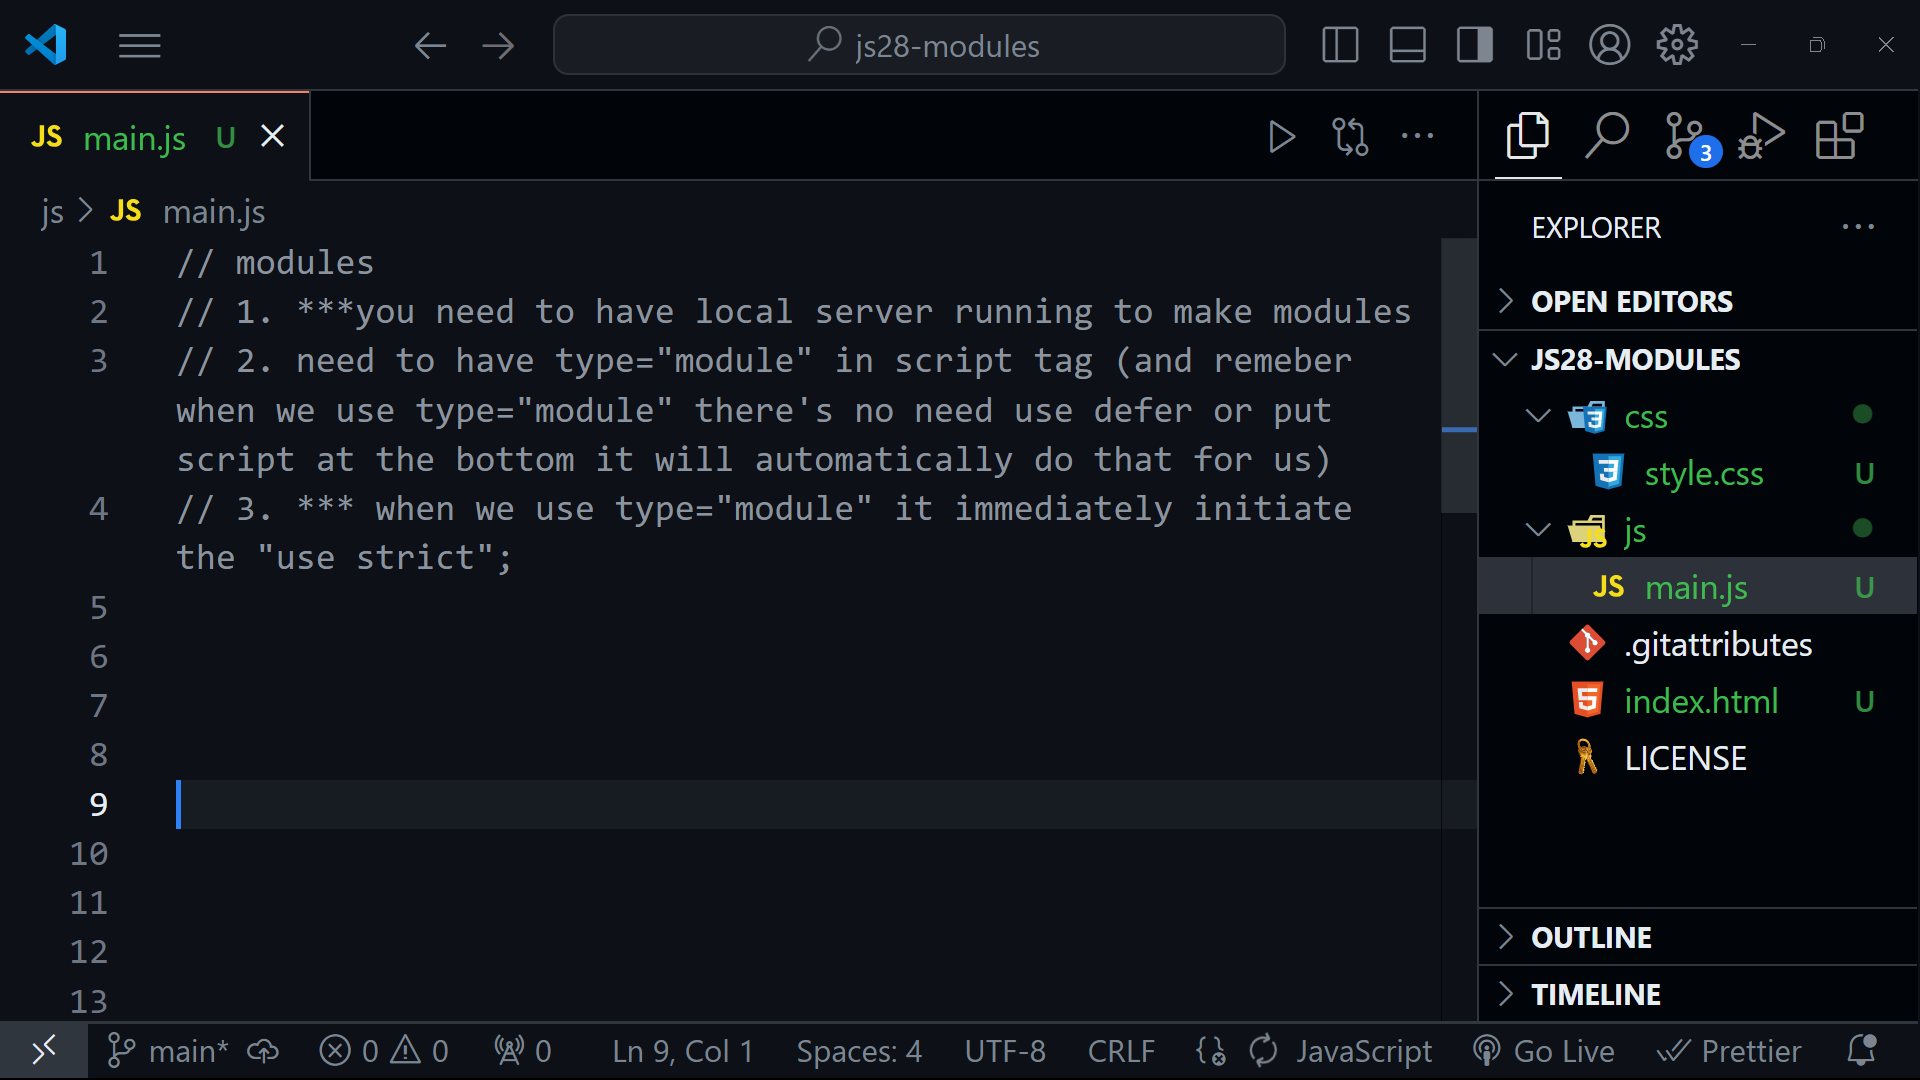 js28-modules
JS main.js U
3
js > JS main.js
EXPLORER
1 // modules
2 // 1. ***you need to have local server running to make modules
3 // 2. need to have type="module" in script tag (and remeber
when we use type="module" there's no need use defer or put
script at the bottom it will automatically do that for us)
4 // 3. *** when we use type="module" it immediately initiate
the "use strict";
5
6
7
8
9
10
11
12
13
OPEN EDITORS
JS28-MODULES
css
style.css U
js
JS main.js U
.gitattributes
index.html U
LICENSE
OUTLINE
TIMELINE
main* 0 0 0 Ln 9, Col 1 Spaces: 4 UTF-8 CRLF JavaScript Go Live Prettier